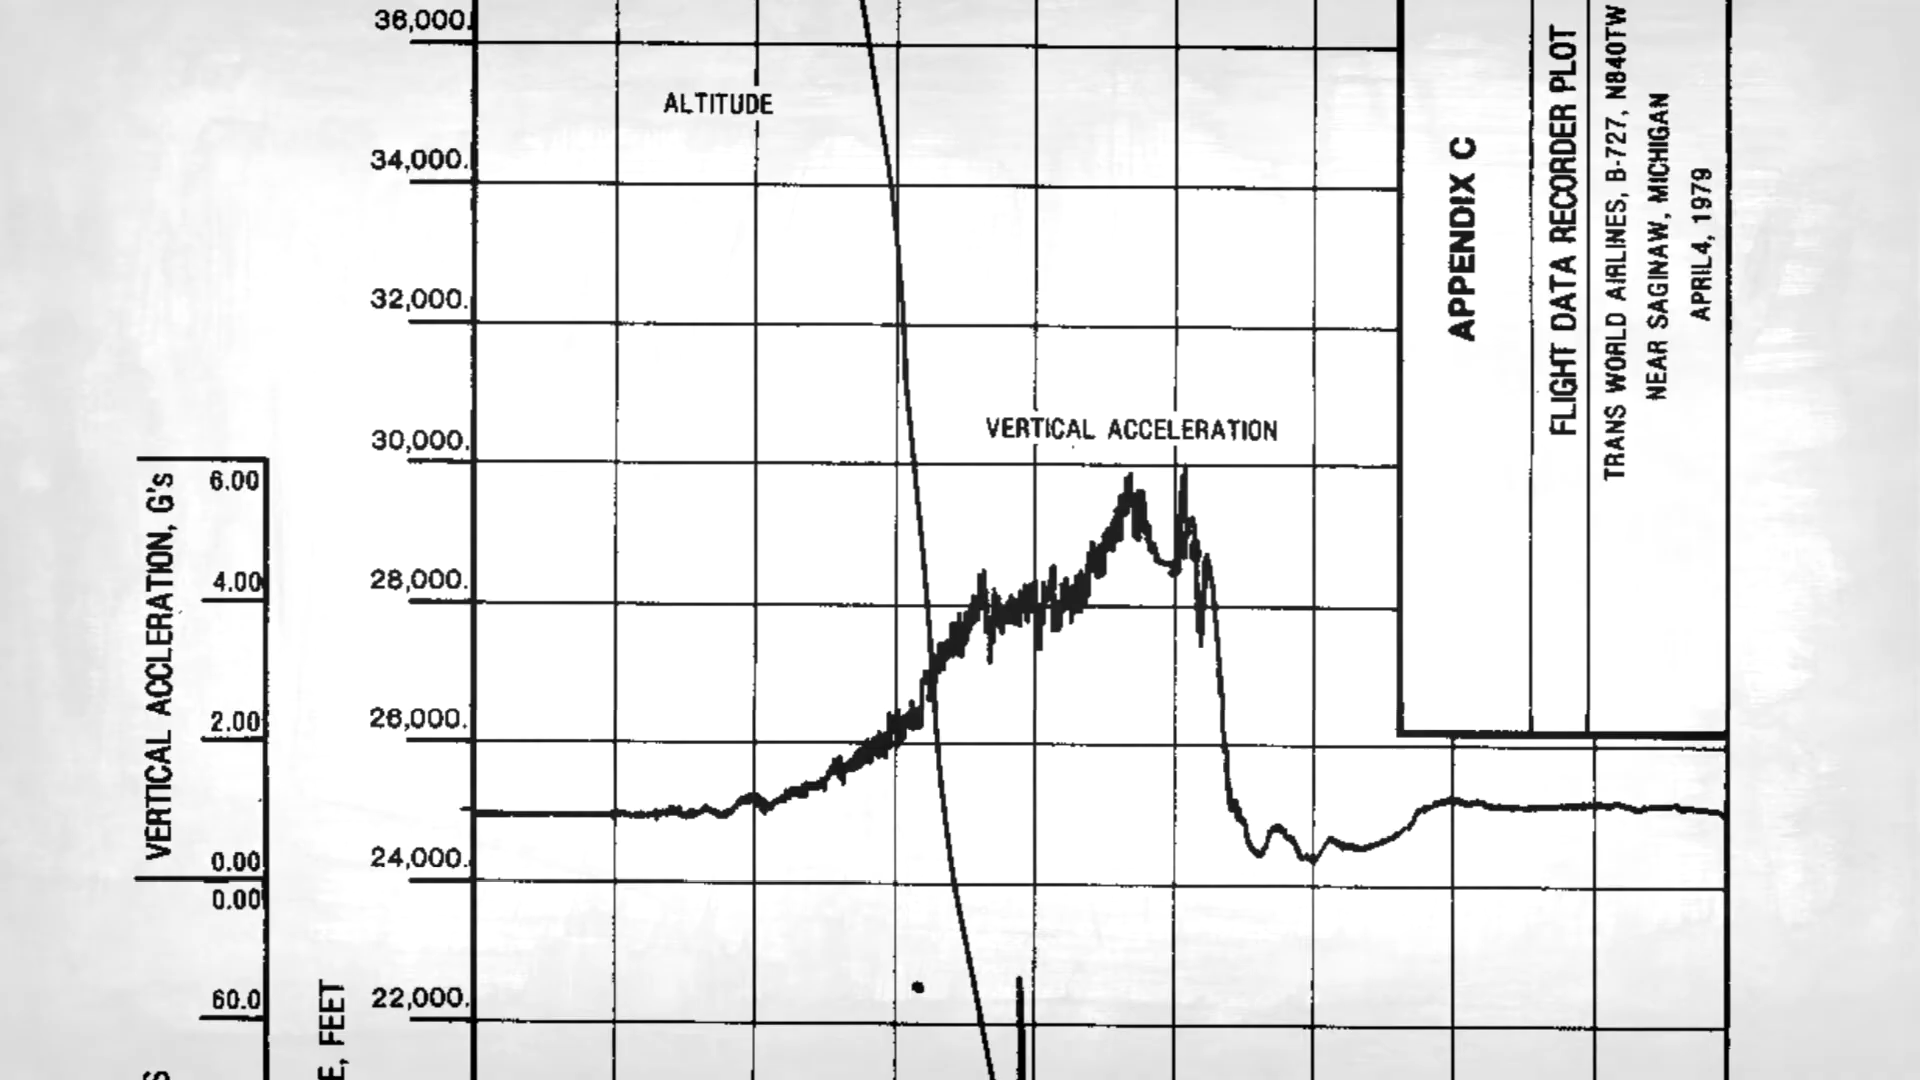 36,000.
ALTITUDE
34,000.
32,000.
30,000.
28,000.
26,000.
24,000.
22,000.
VERTICAL ACCELERATION
VERTICAL ACCLERATION, G's
6.00
4.00
2.00
0.00
0.00
60.0
E, FEET
APPENDIX C
FLIGHT DATA RECORDER PLOT
TRANS WORLD AIRLINES, B-727, N840TW
NEAR SAGINAW, MICHIGAN
APRIL 4, 1979